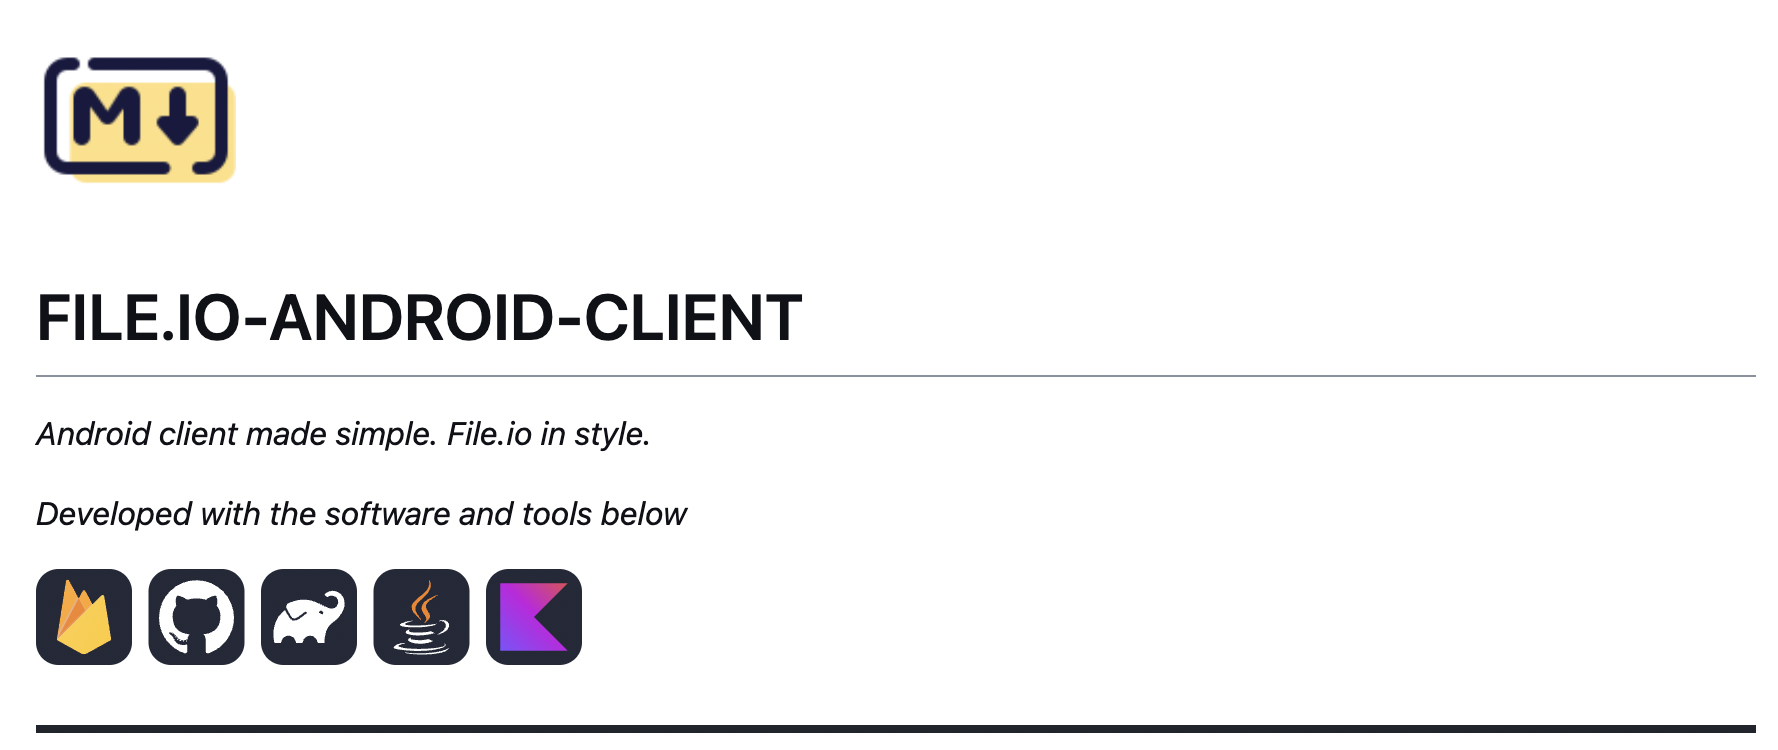 M
FILE.IO-ANDROID-CLIENT
Android client made simple. File.io in style.
Developed with the software and tools below